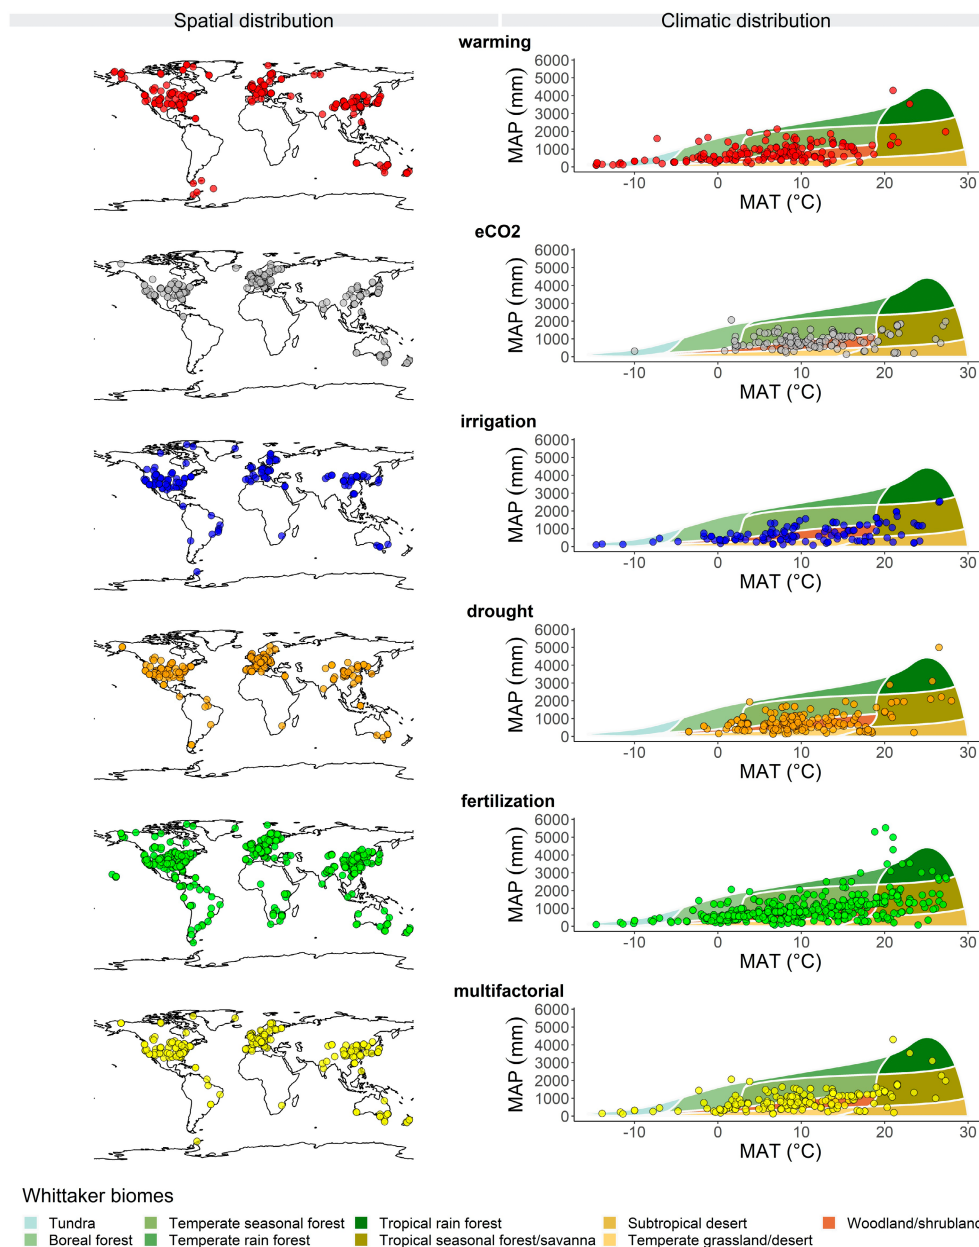 Spatial distribution
Climatic distribution
warming
6000
5000
4000
3000
2000
1000
0
MAP (mm)
-10 0 10 20 30
MAT (°C)
eCO2
6000
5000
4000
3000
2000
1000
0
MAP (mm)
-10 0 10 20 30
MAT (°C)
irrigation
6000
5000
4000
3000
2000
1000
0
MAP (mm)
-10 0 10 20 30
MAT (°C)
drought
6000
5000
4000
3000
2000
1000
0
MAP (mm)
-10 0 10 20 30
MAT (°C)
fertilization
6000
5000
4000
3000
2000
1000
0
MAP (mm)
-10 0 10 20 30
MAT (°C)
multifactorial
6000
5000
4000
3000
2000
1000
0
MAP (mm)
-10 0 10 20 30
MAT (°C)
Whittaker biomes
Tundra
Temperate seasonal forest
Tropical rain forest
Subtropical desert
Woodland/shrubland
Boreal forest
Temperate rain forest
Tropical seasonal forest/savanna
Temperate grassland/desert